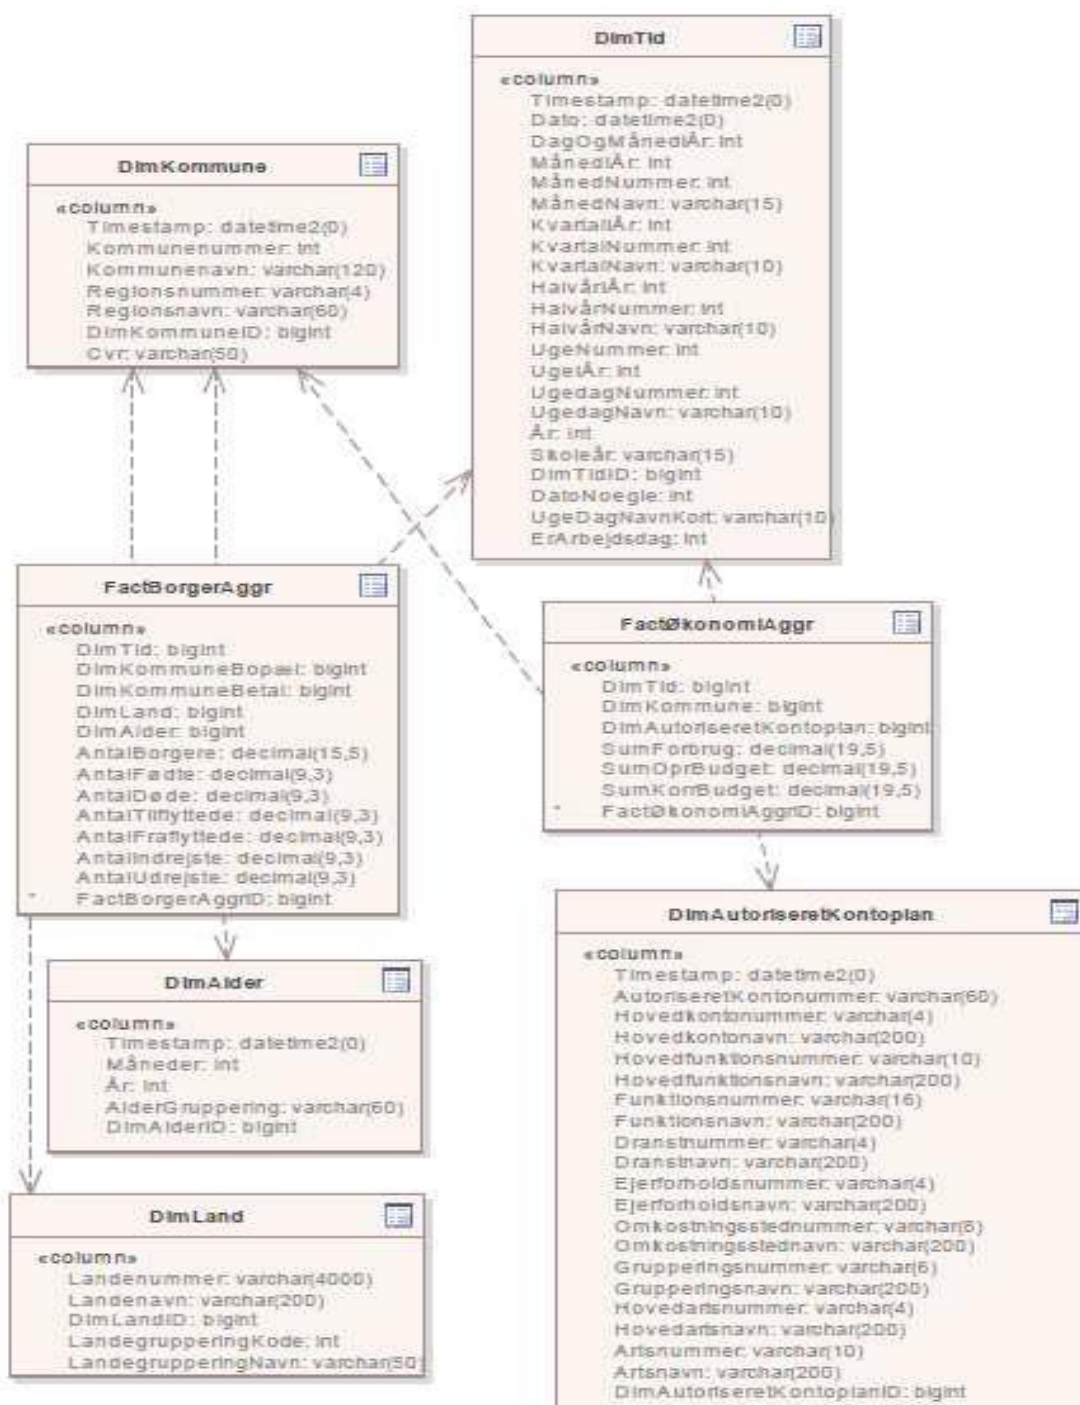 DimTid
«column»
Timestamp: datetime2(0)
Dato: datetime2(0)
DagOgMånedIÅr: int
MånedIÅr: int
MånedNummer: int
MånedNavn: varchar(15)
KvartalIÅr: int
KvartalNummer: int
KvartalNavn: varchar(10)
HalvårIÅr: int
HalvårNummer: int
HalvårNavn: varchar(10)
UgeNummer: int
UgeIÅr: int
UgedagNummer: int
UgedagNavn: varchar(10)
År: int
Skoleår: varchar(15)
DimTidID: bigint
DatoNoegle: int
UgeDagNavnKort: varchar(10)
ErArbejdsdag: int
DimKommune
«column»
Timestamp: datetime2(0)
Kommunenummer: int
Kommunenavn: varchar(120)
Regionsnummer: varchar(4)
Regionsnavn: varchar(60)
DimKommuneID: bigint
Cvr: varchar(50)
FactBorgerAggr
«column»
DimTid: bigint
DimKommuneBopæl: bigint
DimKommuneBetal: bigint
DimLand: bigint
DimAlder: bigint
AntalBorgere: decimal(15,5)
AntalFødte: decimal(9,3)
AntalDøde: decimal(9,3)
AntalTilflyttede: decimal(9,3)
AntalFraflyttede: decimal(9,3)
AntalIndrejste: decimal(9,3)
AntalUdrejste: decimal(9,3)
* FactBorgerAggrID: bigint
FactØkonomiAggr
«column»
DimTid: bigint
DimKommune: bigint
DimAutoriseretKontoplan: bigint
SumForbrug: decimal(19,5)
SumOprBudget: decimal(19,5)
SumKorrBudget: decimal(19,5)
* FactØkonomiAggrID: bigint
DimAlder
«column»
Timestamp: datetime2(0)
Måneder: int
År: int
AlderGruppering: varchar(60)
DimAlderID: bigint
DimLand
«column»
Landenummer: varchar(4000)
Landenavn: varchar(200)
DimLandID: bigint
LandegrupperingKode: int
LandegrupperingNavn: varchar(50)
DimAutoriseretKontoplan
«column»
Timestamp: datetime2(0)
AutoriseretKontonummer: varchar(60)
Hovedkontonummer: varchar(4)
Hovedkontonavn: varchar(200)
Hovedfunktionsnummer: varchar(10)
Hovedfunktionsnavn: varchar(200)
Funktionsnummer: varchar(16)
Funktionsnavn: varchar(200)
Dranstnummer: varchar(4)
Dranstnavn: varchar(200)
Ejerforholdsnummer: varchar(4)
Ejerforholdsnavn: varchar(200)
Omkostningsstednummer: varchar(6)
Omkostningsstednavn: varchar(200)
Grupperingsnummer: varchar(6)
Grupperingsnavn: varchar(200)
Hovedartsnummer: varchar(4)
Hovedartsnavn: varchar(200)
Artsnummer: varchar(10)
Artsnavn: varchar(200)
DimAutoriseretKontoplanID: bigint